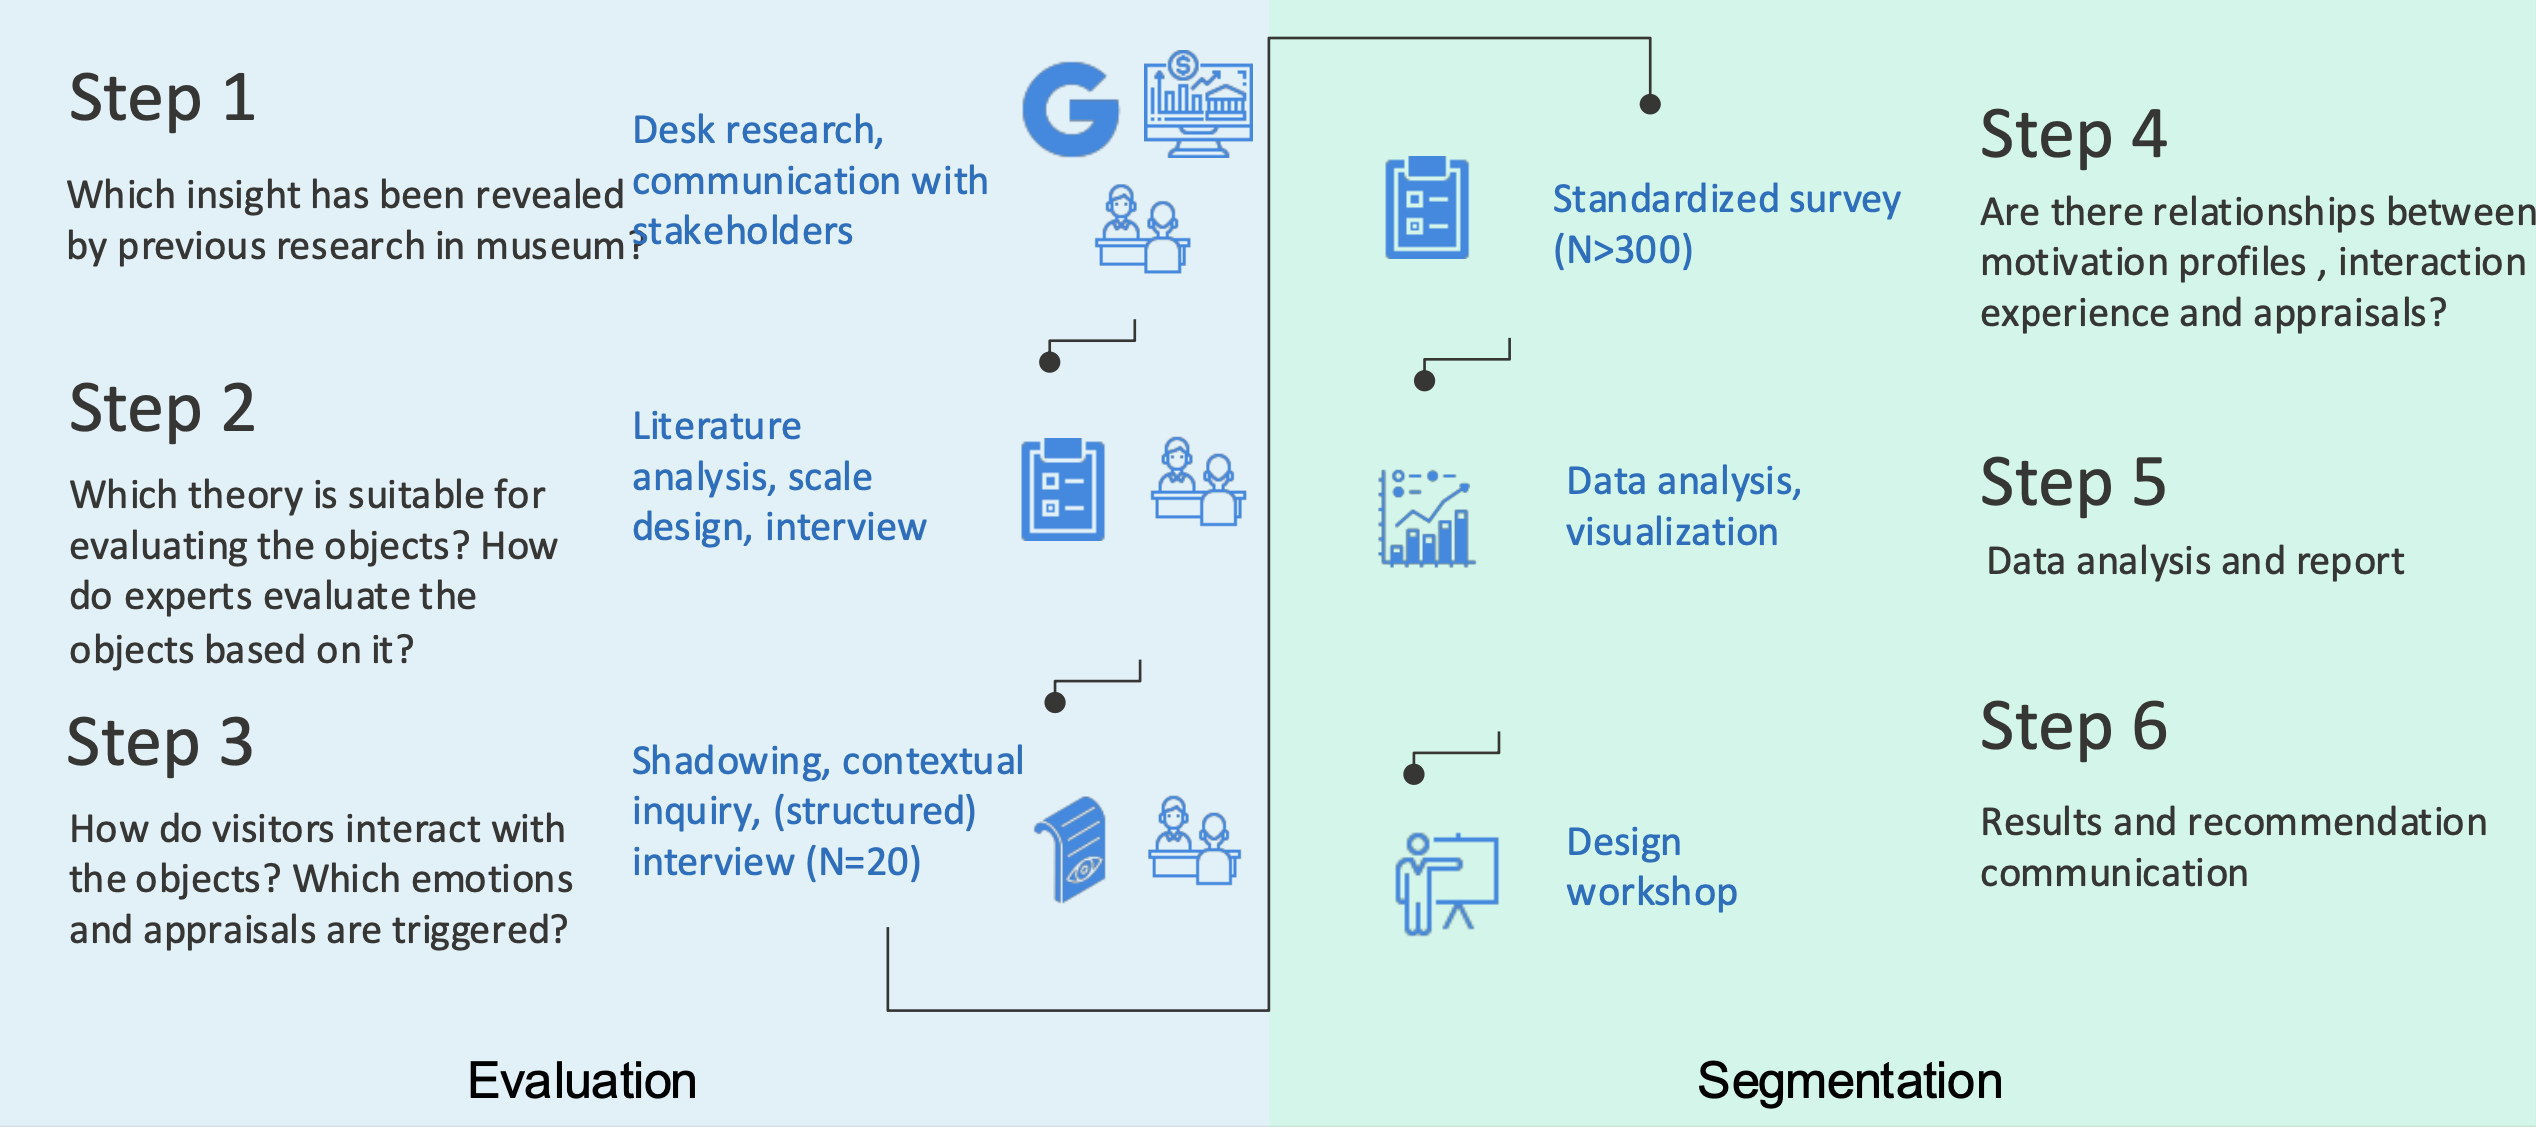 Step 1
Which insight has been revealed
by previous research in museum?
Desk research,
communication with
stakeholders
Step 2
Which theory is suitable for
evaluating the objects? How
do experts evaluate the
objects based on it?
Literature
analysis, scale
design, interview
Step 3
How do visitors interact with
the objects? Which emotions
and appraisals are triggered?
Shadowing, contextual
inquiry, (structured)
interview (N=20)
Evaluation
Standardized survey
(N>300)
Step 4
Are there relationships between
motivation profiles , interaction
experience and appraisals?
Data analysis,
visualization
Step 5
Data analysis and report
Design
workshop
Step 6
Results and recommendation
communication
Segmentation